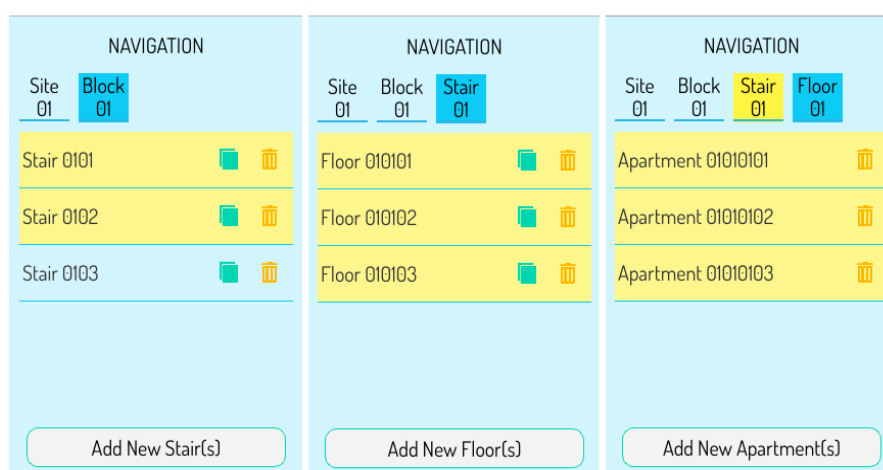 NAVIGATION
Site Block
01 01
Stair 0101
Stair 0102
Stair 0103
Add New Stair(s)
NAVIGATION
Site Block Stair
01 01 01
Floor 010101
Floor 010102
Floor 010103
Add New Floor(s)
NAVIGATION
Site Block Stair Floor
01 01 01 01
Apartment 01010101
Apartment 01010102
Apartment 01010103
Add New Apartment(s)